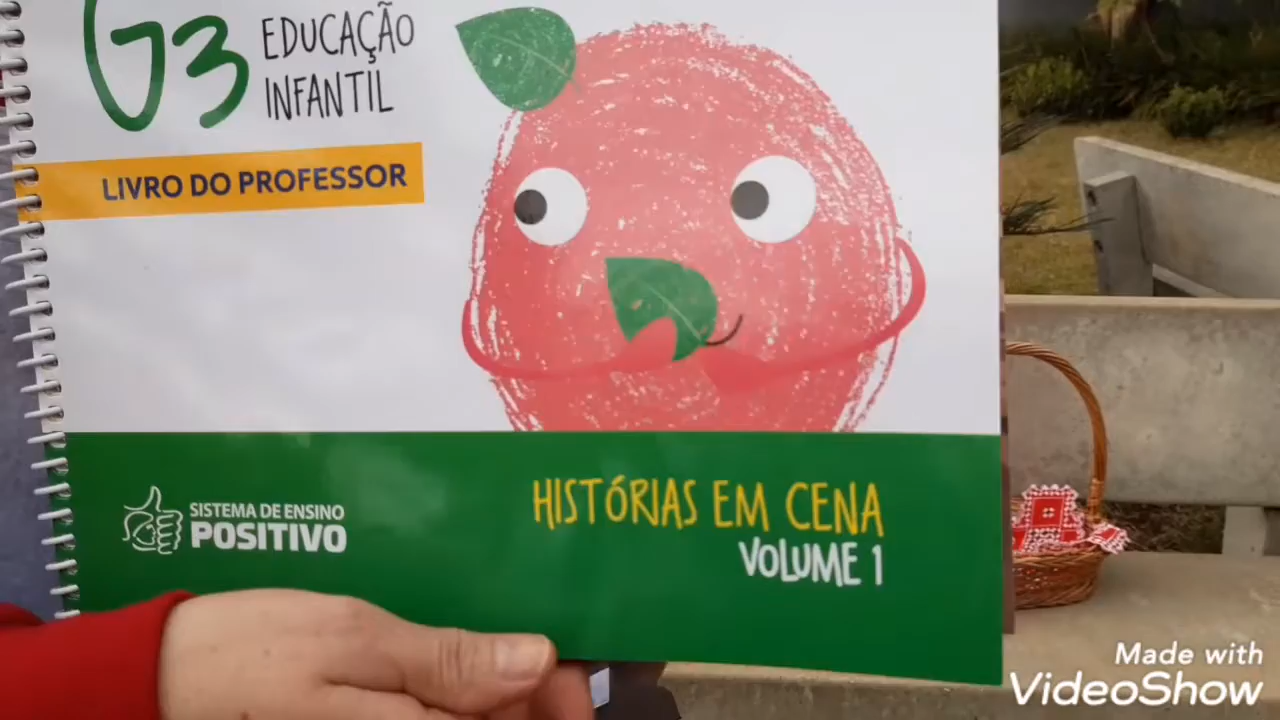 G3 EDUCAÇÃO
INFANTIL
LIVRO DO PROFESSOR
HISTÓRIAS EM CENA
VOLUME 1
SISTEMA DE ENSINO
POSITIVO
Made with
VideoShow